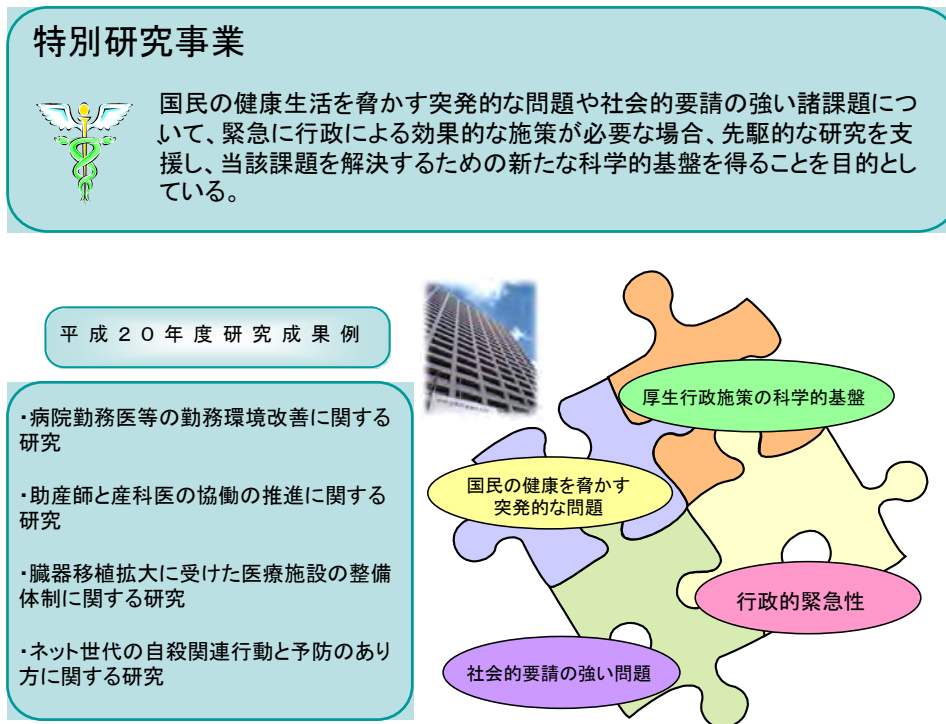 特別研究事業
国民の健康生活を脅かす突発的な問題や社会的要請の強い諸課題につ
いて、緊急に行政による効果的な施策が必要な場合、先駆的な研究を支
援し、当該課題を解決するための新たな科学的基盤を得ることを目的とし
ている。
平成２０年度研究成果例
・病院勤務医等の勤務環境改善に関する
研究
・助産師と産科医の協働の推進に関する
研究
・臓器移植拡大に受けた医療施設の整備
体制に関する研究
・ネット世代の自殺関連行動と予防のあり
方に関する研究
厚生行政施策の科学的基盤
国民の健康を脅かす
突発的な問題
行政的緊急性
社会的要請の強い問題